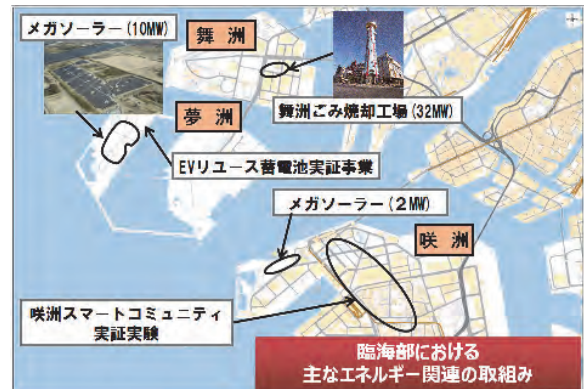 メガソーラー(10MW)
舞洲
舞洲ごみ焼却工場(32MW)
夢洲
EVリユース蓄電池実証事業
メガソーラー(2MW)
咲洲
咲洲スマートコミュニティ
実証実験
臨海部における
主なエネルギー関連の取組み